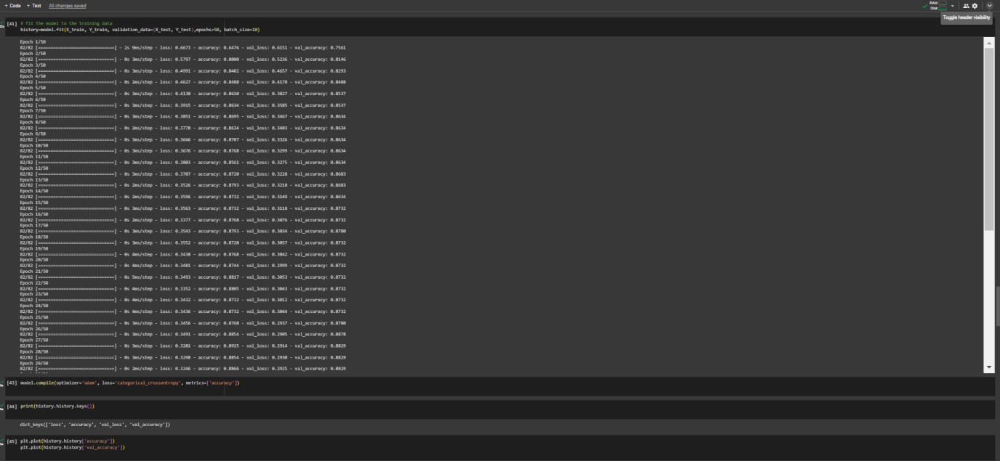 + Code + Text All changes saved
RAM
Disk
Toggle header visibility
[41] # fit the model to the training data
history=model.fit(X_train, Y_train, validation_data=(X_test, Y_test),epochs=50, batch_size=10)
Epoch 1/50
82/82 [==============================] - 2s 9ms/step - loss: 0.6673 - accuracy: 0.6476 - val_loss: 0.6151 - val_accuracy: 0.7561
Epoch 2/50
82/82 [==============================] - 0s 3ms/step - loss: 0.5797 - accuracy: 0.8000 - val_loss: 0.5236 - val_accuracy: 0.8146
Epoch 3/50
82/82 [==============================] - 0s 3ms/step - loss: 0.4991 - accuracy: 0.8402 - val_loss: 0.4657 - val_accuracy: 0.8293
Epoch 4/50
82/82 [==============================] - 0s 2ms/step - loss: 0.4627 - accuracy: 0.8488 - val_loss: 0.4178 - val_accuracy: 0.8488
Epoch 5/50
82/82 [==============================] - 0s 3ms/step - loss: 0.4130 - accuracy: 0.8610 - val_loss: 0.3827 - val_accuracy: 0.8537
Epoch 6/50
82/82 [==============================] - 0s 3ms/step - loss: 0.3915 - accuracy: 0.8634 - val_loss: 0.3585 - val_accuracy: 0.8537
Epoch 7/50
82/82 [==============================] - 0s 3ms/step - loss: 0.3851 - accuracy: 0.8695 - val_loss: 0.3467 - val_accuracy: 0.8634
Epoch 8/50
82/82 [==============================] - 0s 2ms/step - loss: 0.3778 - accuracy: 0.8634 - val_loss: 0.3403 - val_accuracy: 0.8634
Epoch 9/50
82/82 [==============================] - 0s 3ms/step - loss: 0.3646 - accuracy: 0.8707 - val_loss: 0.3326 - val_accuracy: 0.8634
Epoch 10/50
82/82 [==============================] - 0s 3ms/step - loss: 0.3676 - accuracy: 0.8768 - val_loss: 0.3299 - val_accuracy: 0.8634
Epoch 11/50
82/82 [==============================] - 0s 3ms/step - loss: 0.3803 - accuracy: 0.8561 - val_loss: 0.3275 - val_accuracy: 0.8634
Epoch 12/50
82/82 [==============================] - 0s 3ms/step - loss: 0.3707 - accuracy: 0.8720 - val_loss: 0.3228 - val_accuracy: 0.8683
Epoch 13/50
82/82 [==============================] - 0s 2ms/step - loss: 0.3526 - accuracy: 0.8793 - val_loss: 0.3218 - val_accuracy: 0.8683
Epoch 14/50
82/82 [==============================] - 0s 2ms/step - loss: 0.3596 - accuracy: 0.8732 - val_loss: 0.3149 - val_accuracy: 0.8634
Epoch 15/50
82/82 [==============================] - 0s 3ms/step - loss: 0.3563 - accuracy: 0.8732 - val_loss: 0.3118 - val_accuracy: 0.8732
Epoch 16/50
82/82 [==============================] - 0s 2ms/step - loss: 0.3377 - accuracy: 0.8768 - val_loss: 0.3076 - val_accuracy: 0.8732
Epoch 17/50
82/82 [==============================] - 0s 3ms/step - loss: 0.3543 - accuracy: 0.8793 - val_loss: 0.3034 - val_accuracy: 0.8780
Epoch 18/50
82/82 [==============================] - 0s 3ms/step - loss: 0.3552 - accuracy: 0.8720 - val_loss: 0.3057 - val_accuracy: 0.8732
Epoch 19/50
82/82 [==============================] - 0s 4ms/step - loss: 0.3438 - accuracy: 0.8768 - val_loss: 0.3042 - val_accuracy: 0.8732
Epoch 20/50
82/82 [==============================] - 0s 4ms/step - loss: 0.3481 - accuracy: 0.8744 - val_loss: 0.2999 - val_accuracy: 0.8732
Epoch 21/50
82/82 [==============================] - 0s 5ms/step - loss: 0.3493 - accuracy: 0.8817 - val_loss: 0.3053 - val_accuracy: 0.8732
Epoch 22/50
82/82 [==============================] - 0s 4ms/step - loss: 0.3352 - accuracy: 0.8805 - val_loss: 0.3043 - val_accuracy: 0.8732
Epoch 23/50
82/82 [==============================] - 0s 4ms/step - loss: 0.3432 - accuracy: 0.8732 - val_loss: 0.3012 - val_accuracy: 0.8732
Epoch 24/50
82/82 [==============================] - 0s 4ms/step - loss: 0.3436 - accuracy: 0.8732 - val_loss: 0.3044 - val_accuracy: 0.8732
Epoch 25/50
82/82 [==============================] - 0s 3ms/step - loss: 0.3456 - accuracy: 0.8768 - val_loss: 0.2937 - val_accuracy: 0.8780
Epoch 26/50
82/82 [==============================] - 0s 3ms/step - loss: 0.3491 - accuracy: 0.8854 - val_loss: 0.2905 - val_accuracy: 0.8878
Epoch 27/50
82/82 [==============================] - 0s 3ms/step - loss: 0.3281 - accuracy: 0.8915 - val_loss: 0.2914 - val_accuracy: 0.8829
Epoch 28/50
82/82 [==============================] - 0s 3ms/step - loss: 0.3298 - accuracy: 0.8854 - val_loss: 0.2930 - val_accuracy: 0.8829
Epoch 29/50
82/82 [==============================] - 0s 2ms/step - loss: 0.3246 - accuracy: 0.8866 - val_loss: 0.2925 - val_accuracy: 0.8829
[43] model.compile(optimizer='adam', loss='categorical_crossentropy', metrics=['accuracy'])
[44] print(history.history.keys())
dict_keys(['loss', 'accuracy', 'val_loss', 'val_accuracy'])
[45] plt.plot(history.history['accuracy'])
plt.plot(history.history['val_accuracy'])